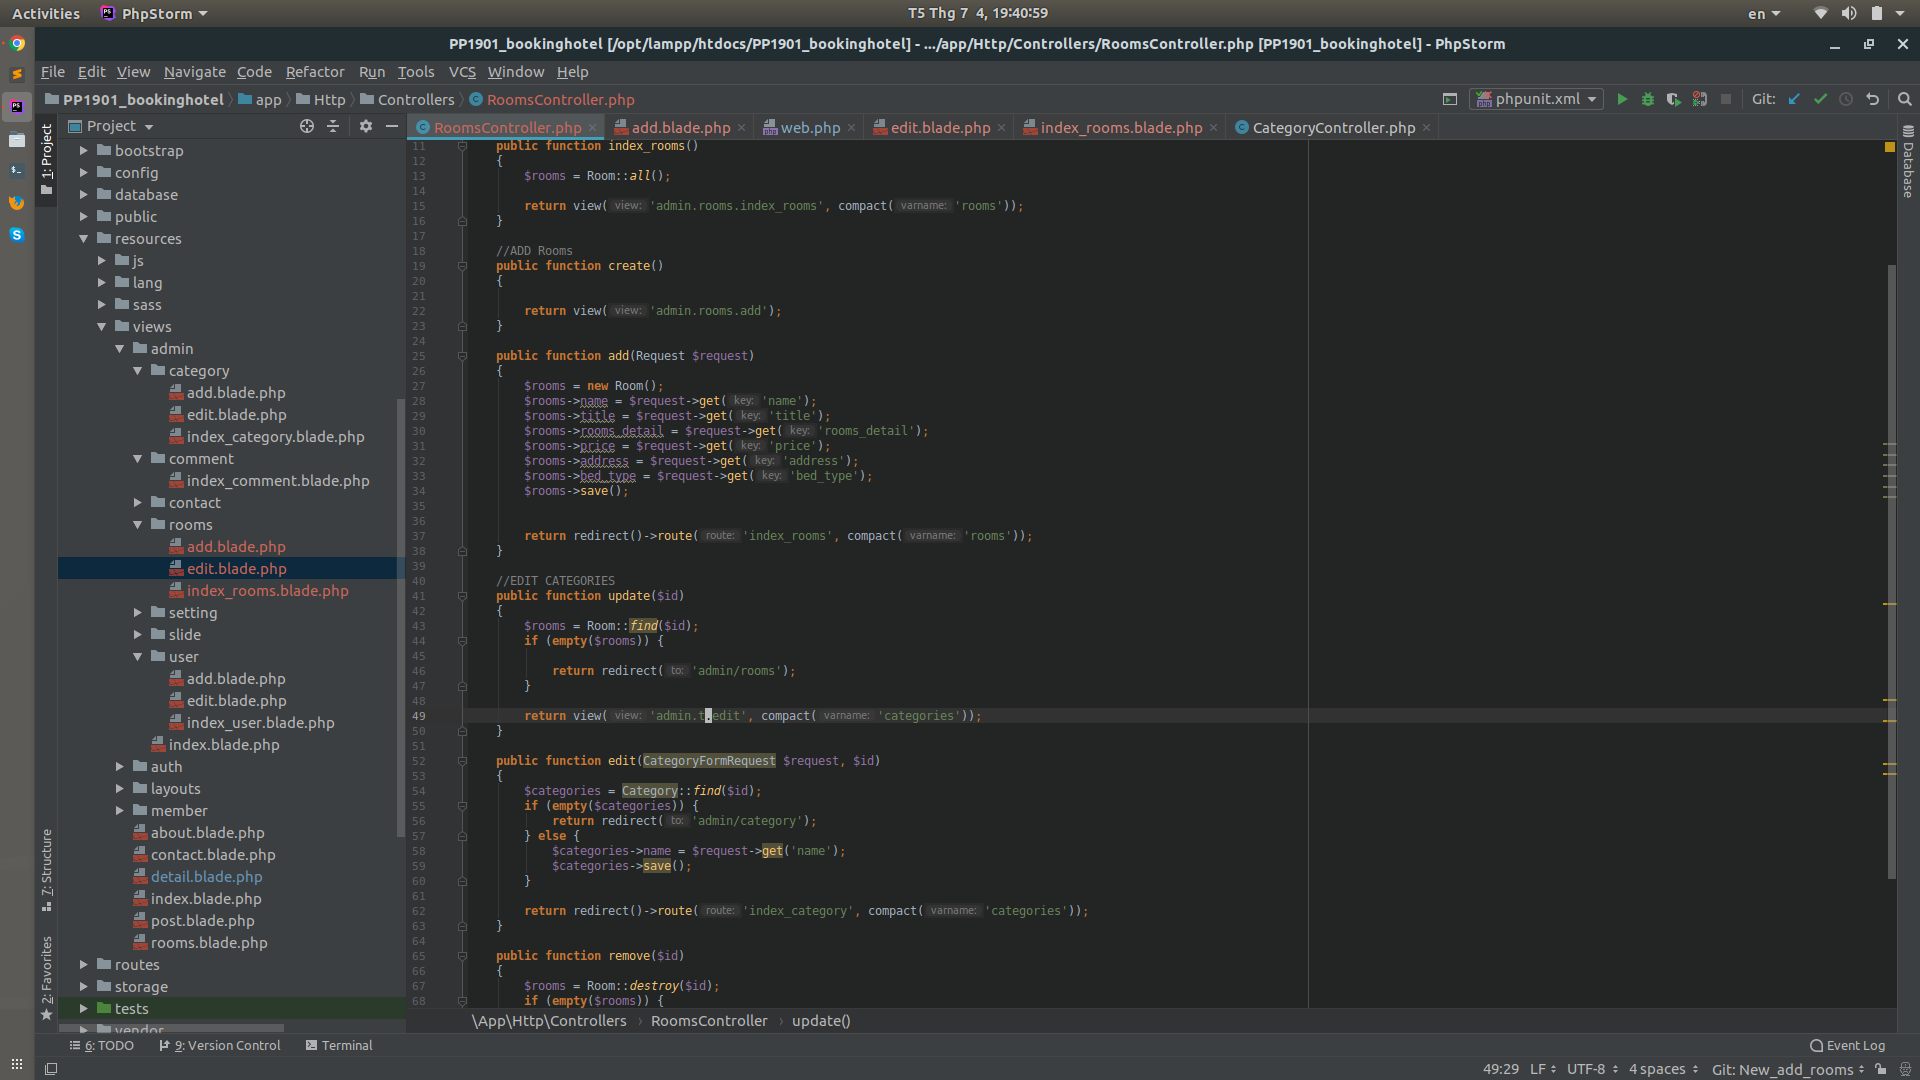 Activities PhpStorm T5 Thg 7 4, 19:40:59 en
PP1901_bookinghotel [/opt/lampp/htdocs/PP1901_bookinghotel] - .../app/Http/Controllers/RoomsController.php [PP1901_bookinghotel] - PhpStorm
File Edit View Navigate Code Refactor Run Tools VCS Window Help
PP1901_bookinghotel app Http Controllers RoomsController.php phpunit.xml Git:
Project RoomsController.php add.blade.php web.php edit.blade.php index_rooms.blade.php CategoryController.php
1: Project
7: Structure
2: Favorites
Database
bootstrap
config
database
public
resources
js
lang
sass
views
admin
category
add.blade.php
edit.blade.php
index_category.blade.php
comment
index_comment.blade.php
contact
rooms
add.blade.php
edit.blade.php
index_rooms.blade.php
setting
slide
user
add.blade.php
edit.blade.php
index_user.blade.php
index.blade.php
auth
layouts
member
about.blade.php
contact.blade.php
detail.blade.php
index.blade.php
post.blade.php
rooms.blade.php
routes
storage
tests
vendor
11 public function index_rooms()
12 {
13 $rooms = Room::all();
14
15 return view( view: 'admin.rooms.index_rooms', compact( varname: 'rooms'));
16 }
17
18 //ADD Rooms
19 public function create()
20 {
21
22 return view( view: 'admin.rooms.add');
23 }
24
25 public function add(Request $request)
26 {
27 $rooms = new Room();
28 $rooms->name = $request->get( key: 'name');
29 $rooms->title = $request->get( key: 'title');
30 $rooms->rooms_detail = $request->get( key: 'rooms_detail');
31 $rooms->price = $request->get( key: 'price');
32 $rooms->address = $request->get( key: 'address');
33 $rooms->bed_type = $request->get( key: 'bed_type');
34 $rooms->save();
35
36
37 return redirect()->route( route: 'index_rooms', compact( varname: 'rooms'));
38 }
39
40 //EDIT CATEGORIES
41 public function update($id)
42 {
43 $rooms = Room::find($id);
44 if (empty($rooms)) {
45
46 return redirect( to: 'admin/rooms');
47 }
48
49 return view( view: 'admin.t.edit', compact( varname: 'categories'));
50 }
51
52 public function edit(CategoryFormRequest $request, $id)
53 {
54 $categories = Category::find($id);
55 if (empty($categories)) {
56 return redirect( to: 'admin/category');
57 } else {
58 $categories->name = $request->get('name');
59 $categories->save();
60 }
61
62 return redirect()->route( route: 'index_category', compact( varname: 'categories'));
63 }
64
65 public function remove($id)
66 {
67 $rooms = Room::destroy($id);
68 if (empty($rooms)) {
\App\Http\Controllers RoomsController update()
6: TODO 9: Version Control Terminal Event Log
49:29 LF UTF-8 4 spaces Git: New_add_rooms